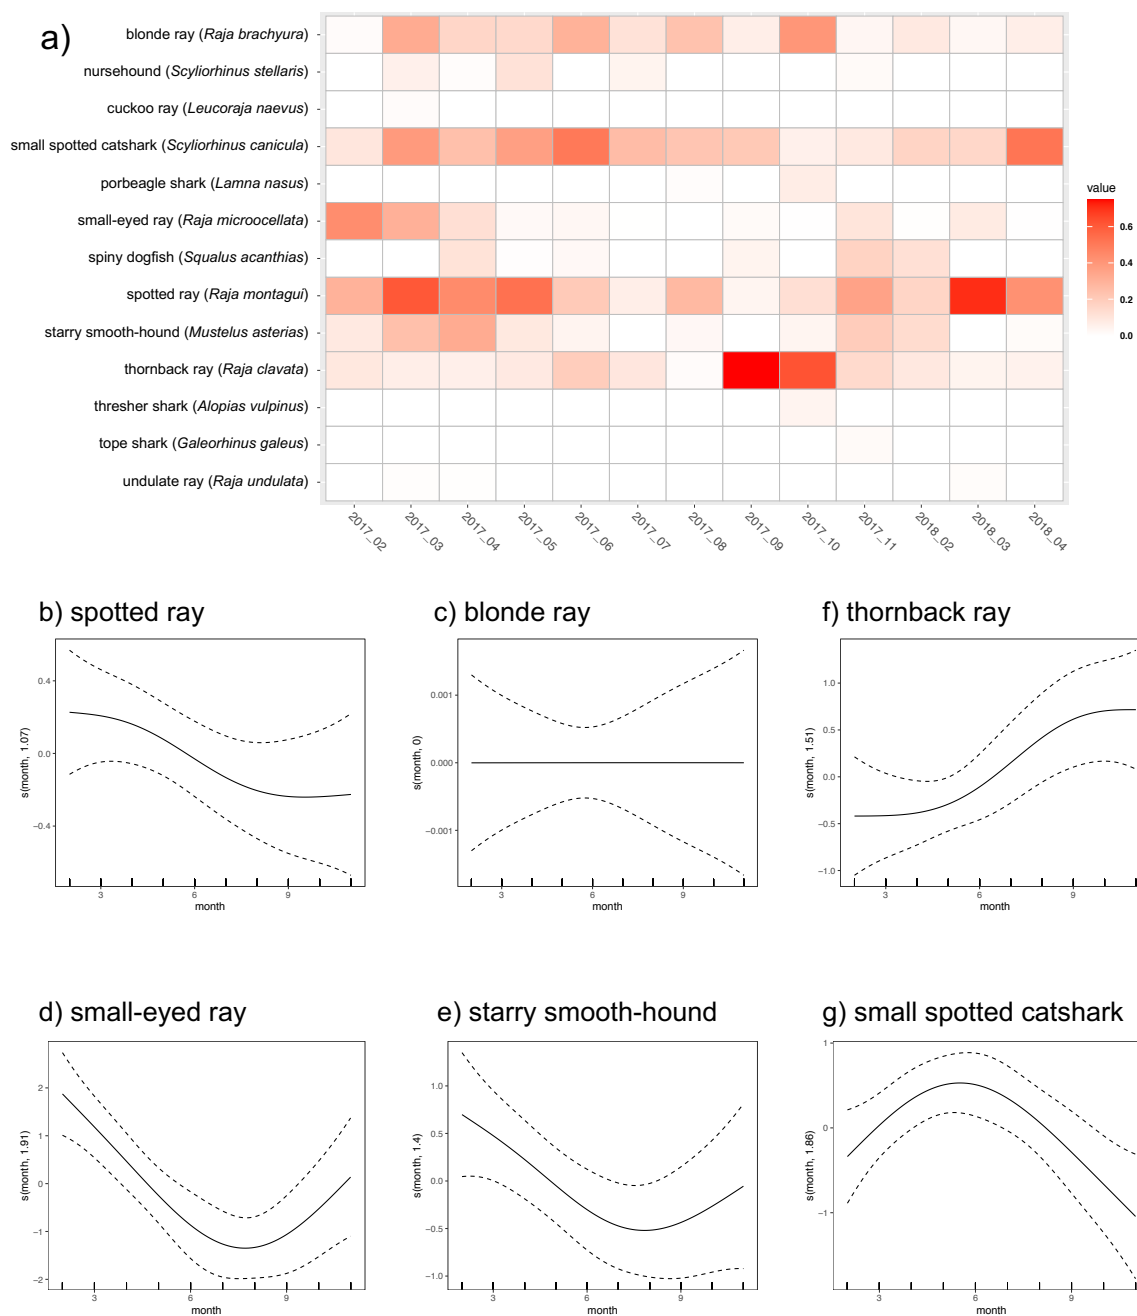 a)
blonde ray (Raja brachyura)
nursehound (Scyliorhinus stellaris)
cuckoo ray (Leucoraja naevus)
small spotted catshark (Scyliorhinus canicula)
porbeagle shark (Lamna nasus)
small-eyed ray (Raja microocellata)
spiny dogfish (Squalus acanthias)
spotted ray (Raja montagui)
starry smooth-hound (Mustelus asterias)
thornback ray (Raja clavata)
thresher shark (Alopias vulpinus)
tope shark (Galeorhinus galeus)
undulate ray (Raja undulata)
2017_02 2017_03 2017_04 2017_05 2017_06 2017_07 2017_08 2017_09 2017_10 2017_11 2018_02 2018_03 2018_04
value
0.6
0.4
0.2
0.0
b) spotted ray
s(month, 1.07)
0.4
0.0
−0.4
3 6 9
month
c) blonde ray
s(month, 0)
0.001
0.000
−0.001
3 6 9
month
f) thornback ray
s(month, 1.51)
1.0
0.5
0.0
−0.5
−1.0
3 6 9
month
d) small-eyed ray
s(month, 1.91)
2
1
0
−1
−2
3 6 9
month
e) starry smooth-hound
s(month, 1.4)
1.0
0.5
0.0
−0.5
−1.0
3 6 9
month
g) small spotted catshark
s(month, 1.86)
1
0
−1
3 6 9
month